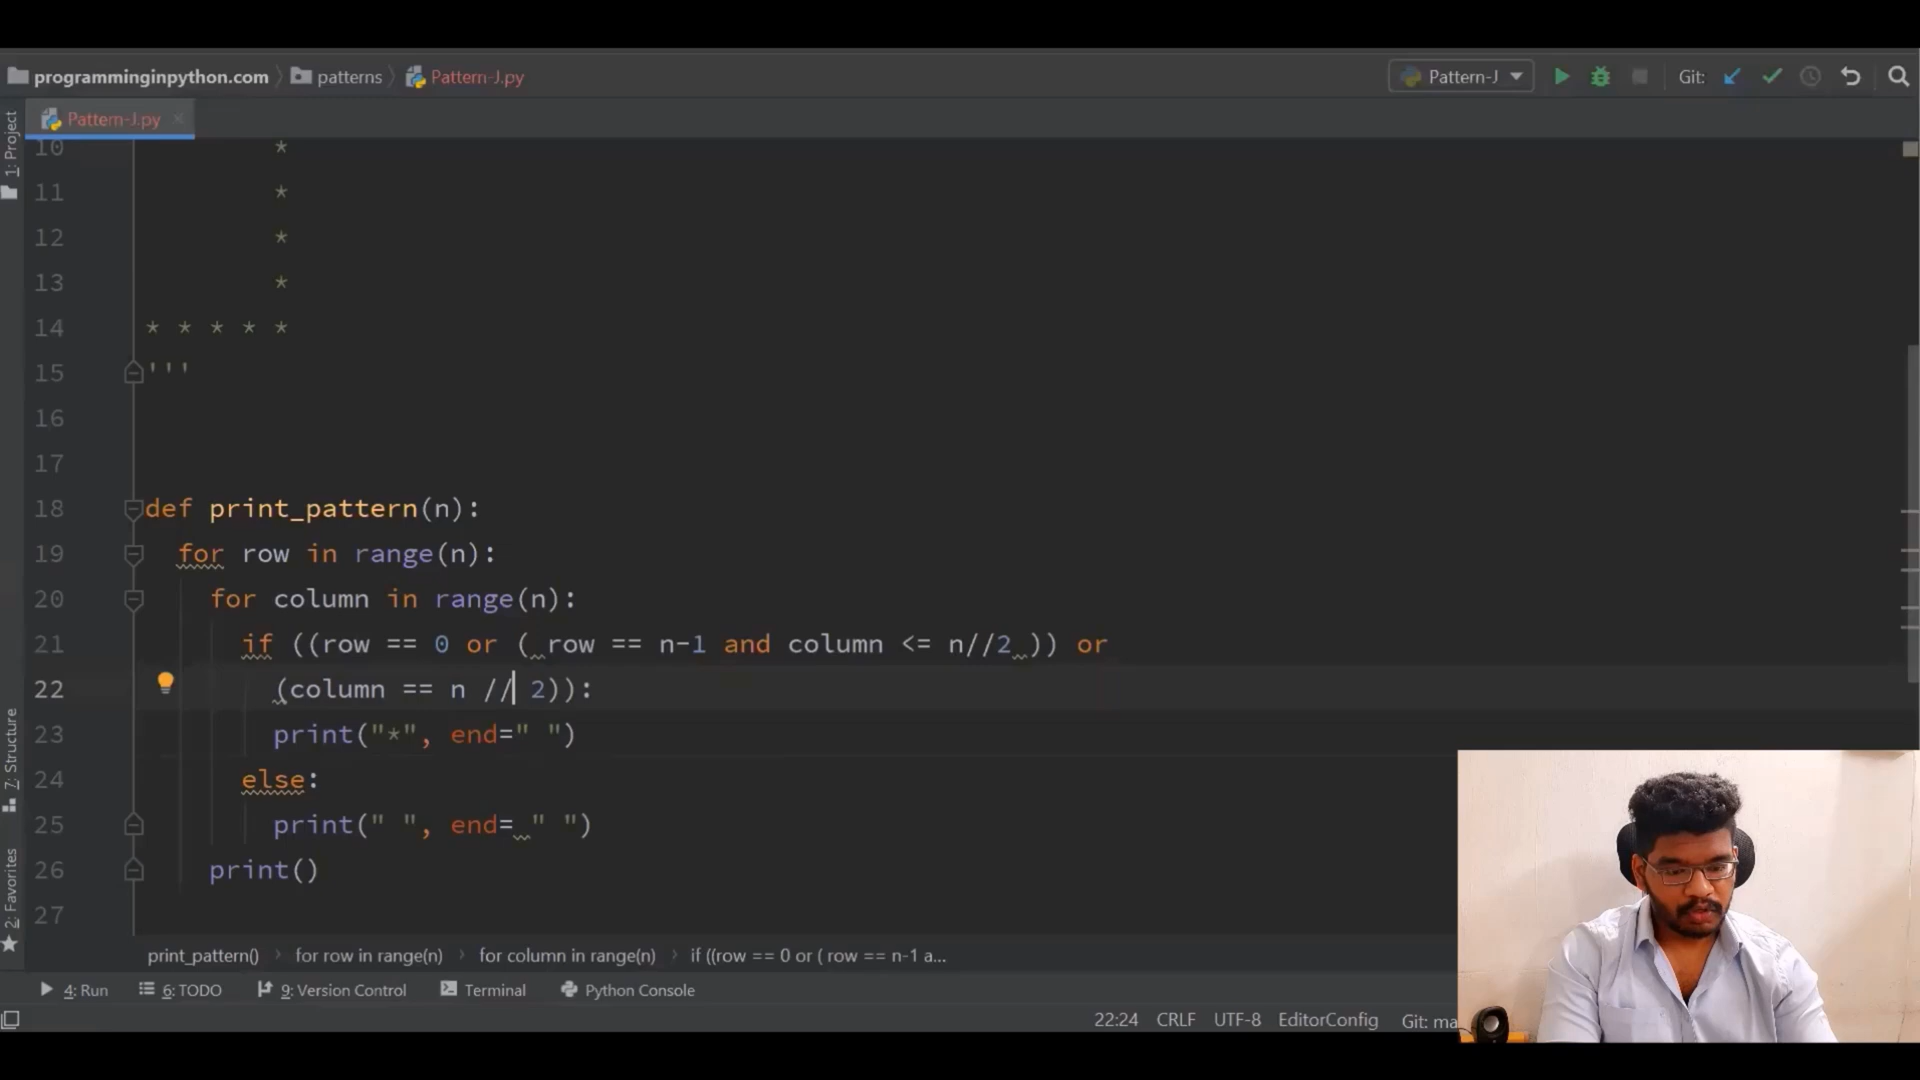 programminginpython.com patterns Pattern-J.py Pattern-J Git:
1: Project
Pattern-J.py
10 *
11 *
12 *
13 *
14 * * * * *
15 '''
16
17
18 def print_pattern(n):
19 for row in range(n):
20 for column in range(n):
21 if ((row == 0 or ( row == n-1 and column <= n//2 )) or
22 (column == n // 2)):
23 print("*", end=" ")
24 else:
25 print(" ", end= " ")
26 print()
27
7: Structure
2: Favorites
print_pattern() for row in range(n) for column in range(n) if ((row == 0 or ( row == n-1 a...
4: Run 6: TODO 9: Version Control Terminal Python Console
22:24 CRLF UTF-8 EditorConfig Git: ma